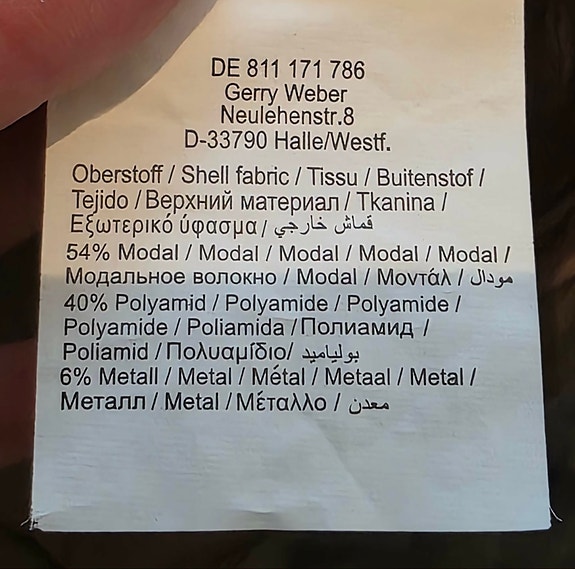 DE 811 171 786
Gerry Weber
Neulehenstr.8
D-33790 Halle/Westf.
Oberstoff / Shell fabric / Tissu / Buitenstof /
Tejido / Верхний материал / Tkanina /
Εξωτερικό ύφασμα / قماش خارجي
54% Modal / Modal / Modal / Modal / Modal /
Модальное волокно / Modal / Μοντάλ / مودال
40% Polyamid / Polyamide / Polyamide /
Polyamide / Poliamida / Полиамид /
Poliamid / Πολυαμίδιο/ بولياميد
6% Metall / Metal / Métal / Metaal / Metal /
Металл / Metal / Μέταλλο / معدن